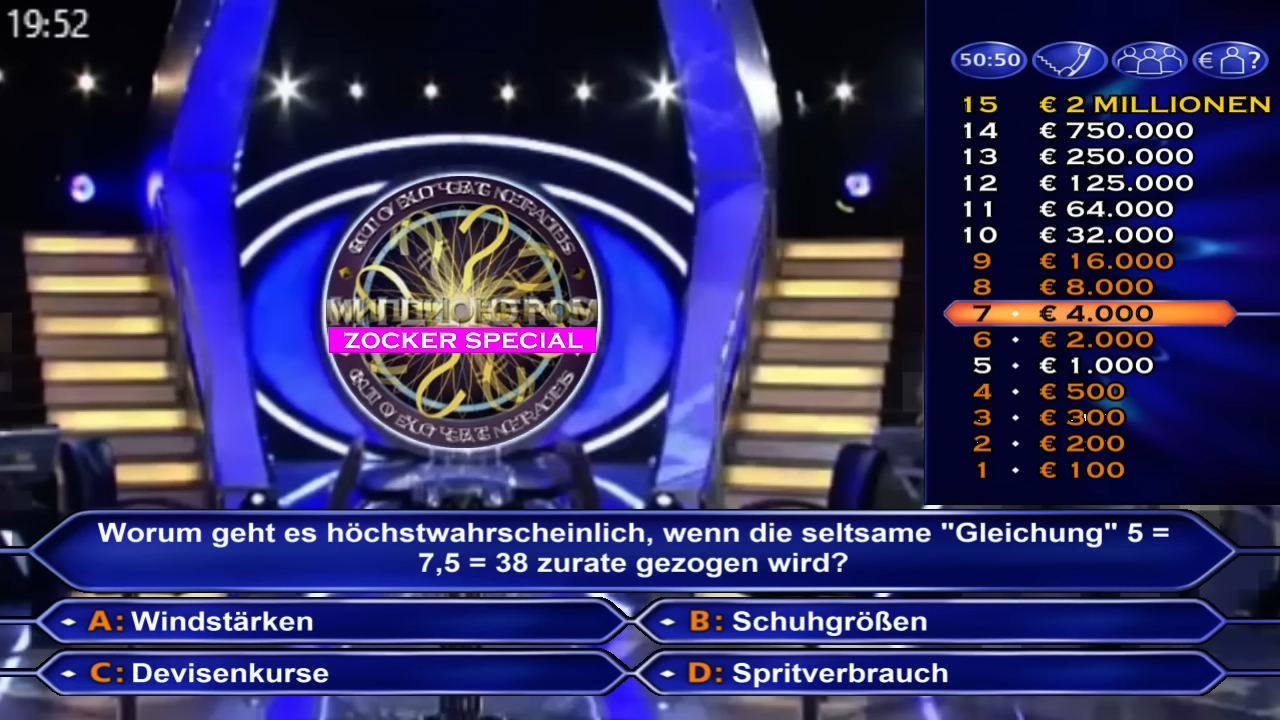 19:52
50:50
€ ?
15 € 2 MILLIONEN
14 € 750.000
13 € 250.000
12 € 125.000
11 € 64.000
10 € 32.000
9 € 16.000
8 € 8.000
7 € 4.000
6 € 2.000
5 € 1.000
4 € 500
3 € 300
2 € 200
1 € 100
ZOCKER SPECIAL
Worum geht es höchstwahrscheinlich, wenn die seltsame "Gleichung" 5 =
7,5 = 38 zurate gezogen wird?
A: Windstärken
B: Schuhgrößen
C: Devisenkurse
D: Spritverbrauch